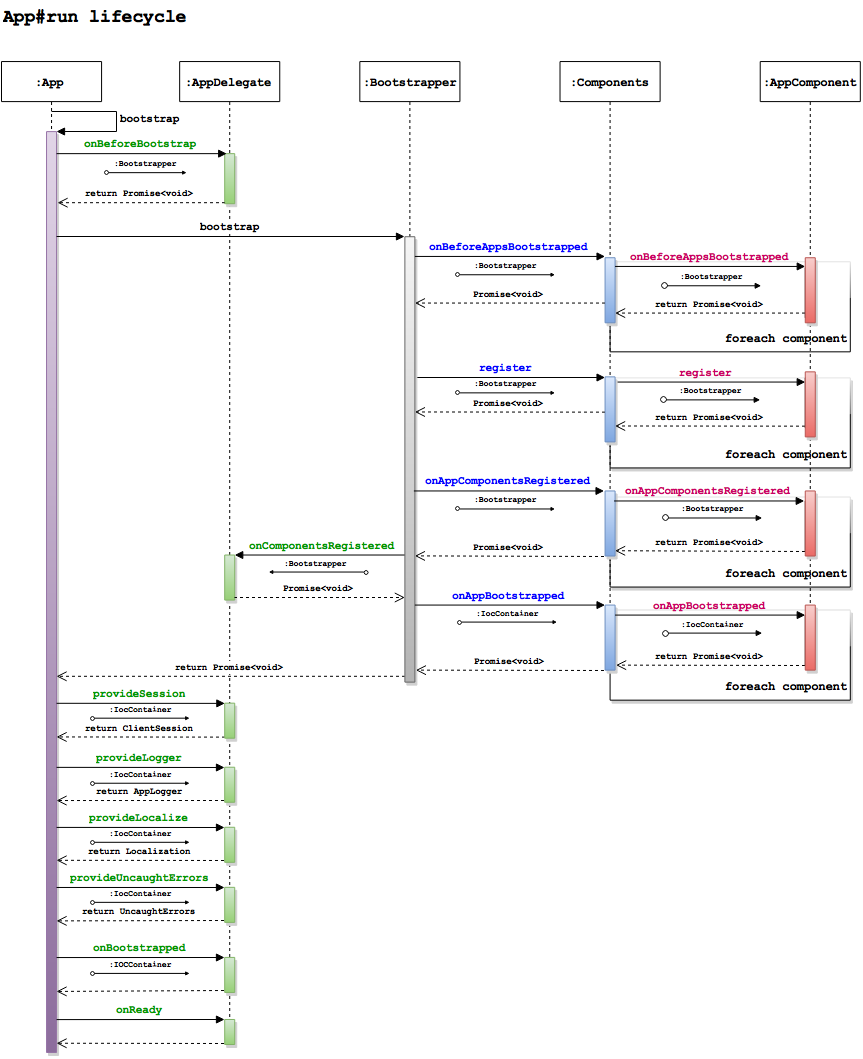 App#run lifecycle
:App
:AppDelegate
:Bootstrapper
:Components
:AppComponent
bootstrap
onBeforeBootstrap
:Bootstrapper
return Promise<void>
bootstrap
onBeforeAppsBootstrapped
:Bootstrapper
Promise<void>
onBeforeAppsBootstrapped
:Bootstrapper
return Promise<void>
foreach component
register
:Bootstrapper
Promise<void>
register
:Bootstrapper
return Promise<void>
foreach component
onAppComponentsRegistered
:Bootstrapper
Promise<void>
onAppComponentsRegistered
:Bootstrapper
return Promise<void>
foreach component
onComponentsRegistered
:Bootstrapper
Promise<void>
onAppBootstrapped
:IocContainer
Promise<void>
onAppBootstrapped
:IocContainer
return Promise<void>
foreach component
return Promise<void>
provideSession
:IocContainer
return ClientSession
provideLogger
:IocContainer
return AppLogger
provideLocalize
:IocContainer
return Localization
provideUncaughtErrors
:IocContainer
return UncaughtErrors
onBootstrapped
:IOCContainer
onReady